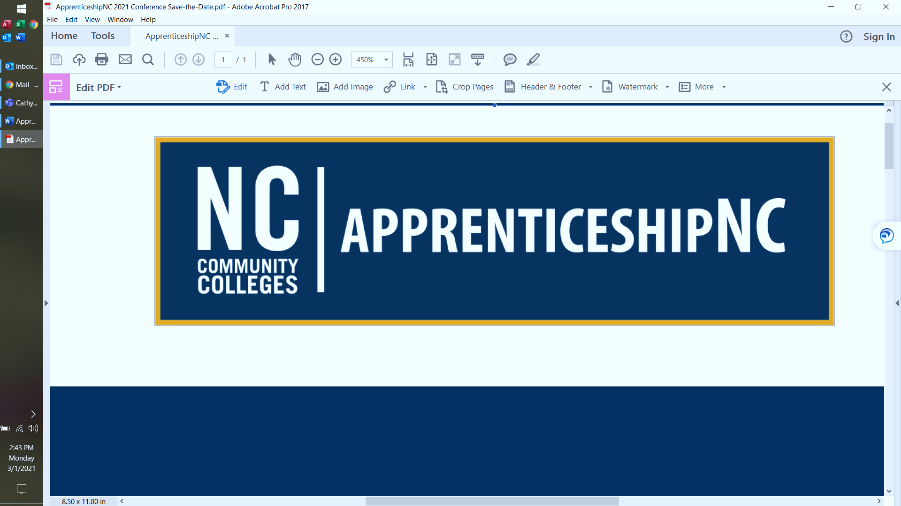 ApprenticeshipNC 2021 Conference Save-the-Date.pdf - Adobe Acrobat Pro 2017
File Edit View Window Help
Home Tools ApprenticeshipNC ... × Sign In
1 / 1 450%
Edit PDF Edit Add Text Add Image Link Crop Pages Header & Footer Watermark More
Inbox...
Mail ...
Cathy...
Appr...
Appr...
NC
COMMUNITY
COLLEGES
APPRENTICESHIPNC
2:43 PM
Monday
3/1/2021
8.50 x 11.00 in